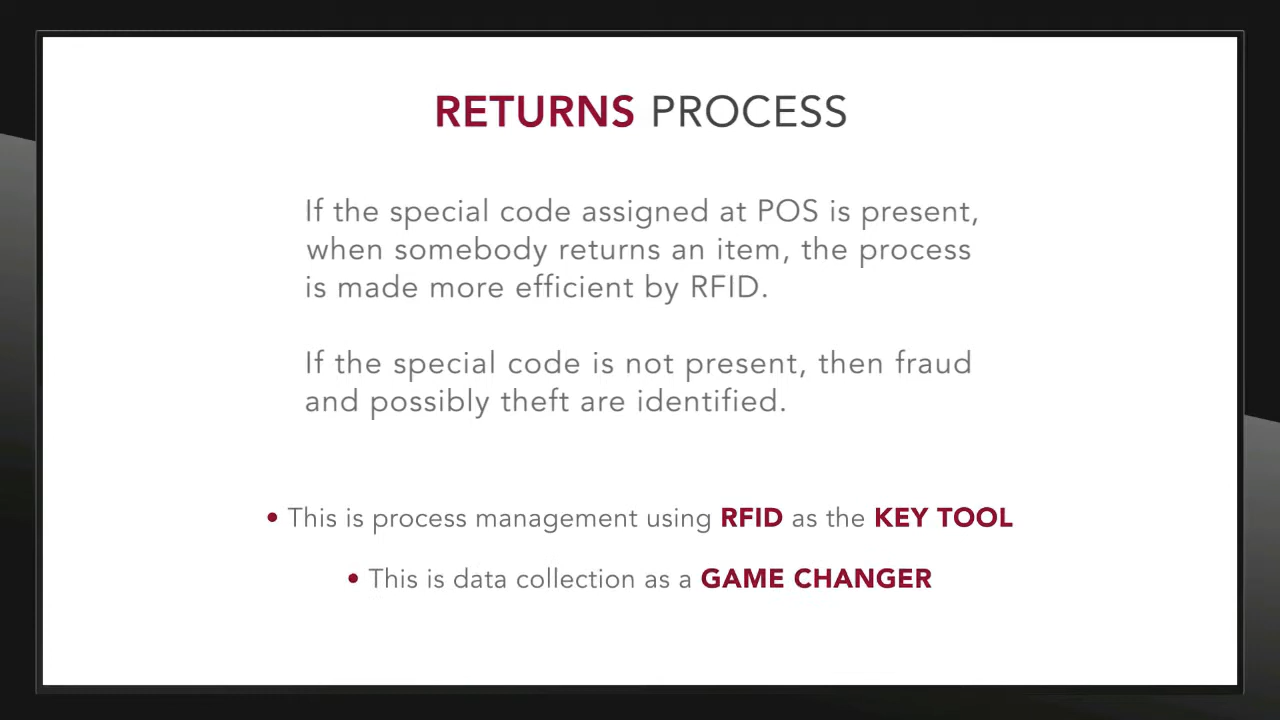 RETURNS PROCESS
If the special code assigned at POS is present,
when somebody returns an item, the process
is made more efficient by RFID.
If the special code is not present, then fraud
and possibly theft are identified.
• This is process management using RFID as the KEY TOOL
• This is data collection as a GAME CHANGER